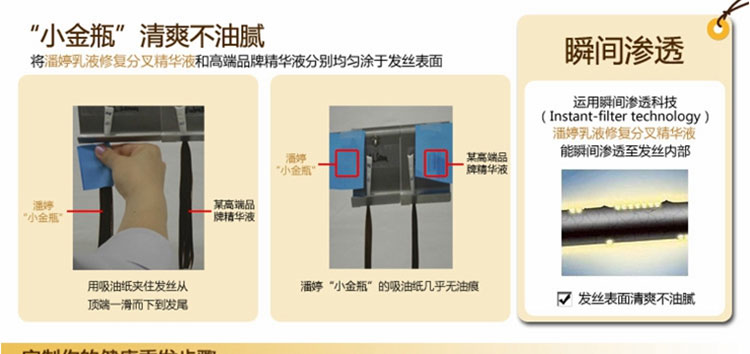 “小金瓶”清爽不油腻
将潘婷乳液修复分叉精华液和高端品牌精华液分别均匀涂于发丝表面
潘婷
“小金瓶”
某高端品
牌精华液
用吸油纸夹住发丝从
顶端一滑而下到发尾
潘婷
“小金瓶”
某高端品
牌精华液
潘婷“小金瓶”的吸油纸几乎无油痕
瞬间渗透
运用瞬间渗透科技
（Instant-filter technology）
潘婷乳液修复分叉精华液
能瞬间渗透至发丝内部
发丝表面清爽不油腻